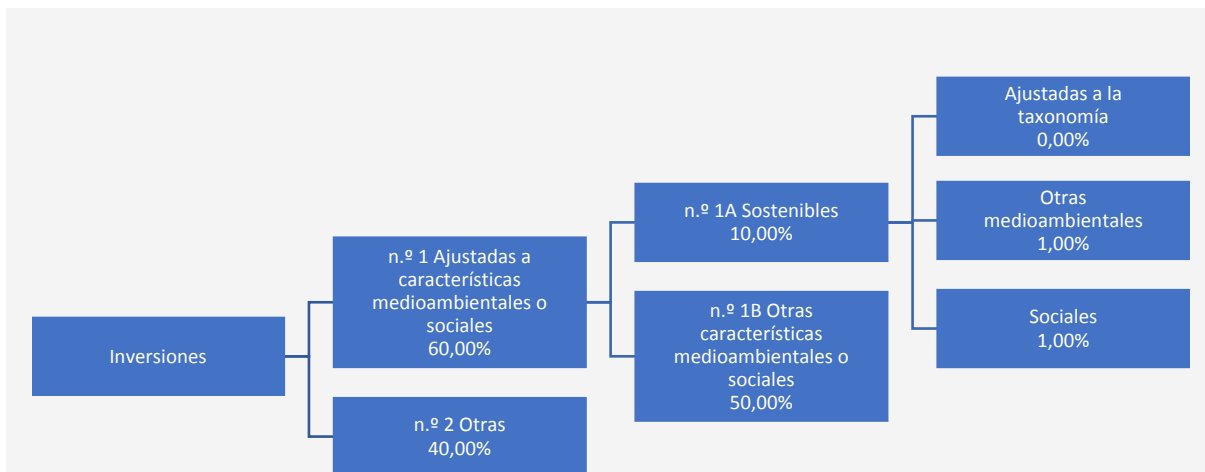 Inversiones
n.º 1 Ajustadas a
características
medioambientales o
sociales
60,00%
n.º 2 Otras
40,00%
n.º 1A Sostenibles
10,00%
n.º 1B Otras
características
medioambientales o
sociales
50,00%
Ajustadas a la
taxonomía
0,00%
Otras
medioambientales
1,00%
Sociales
1,00%